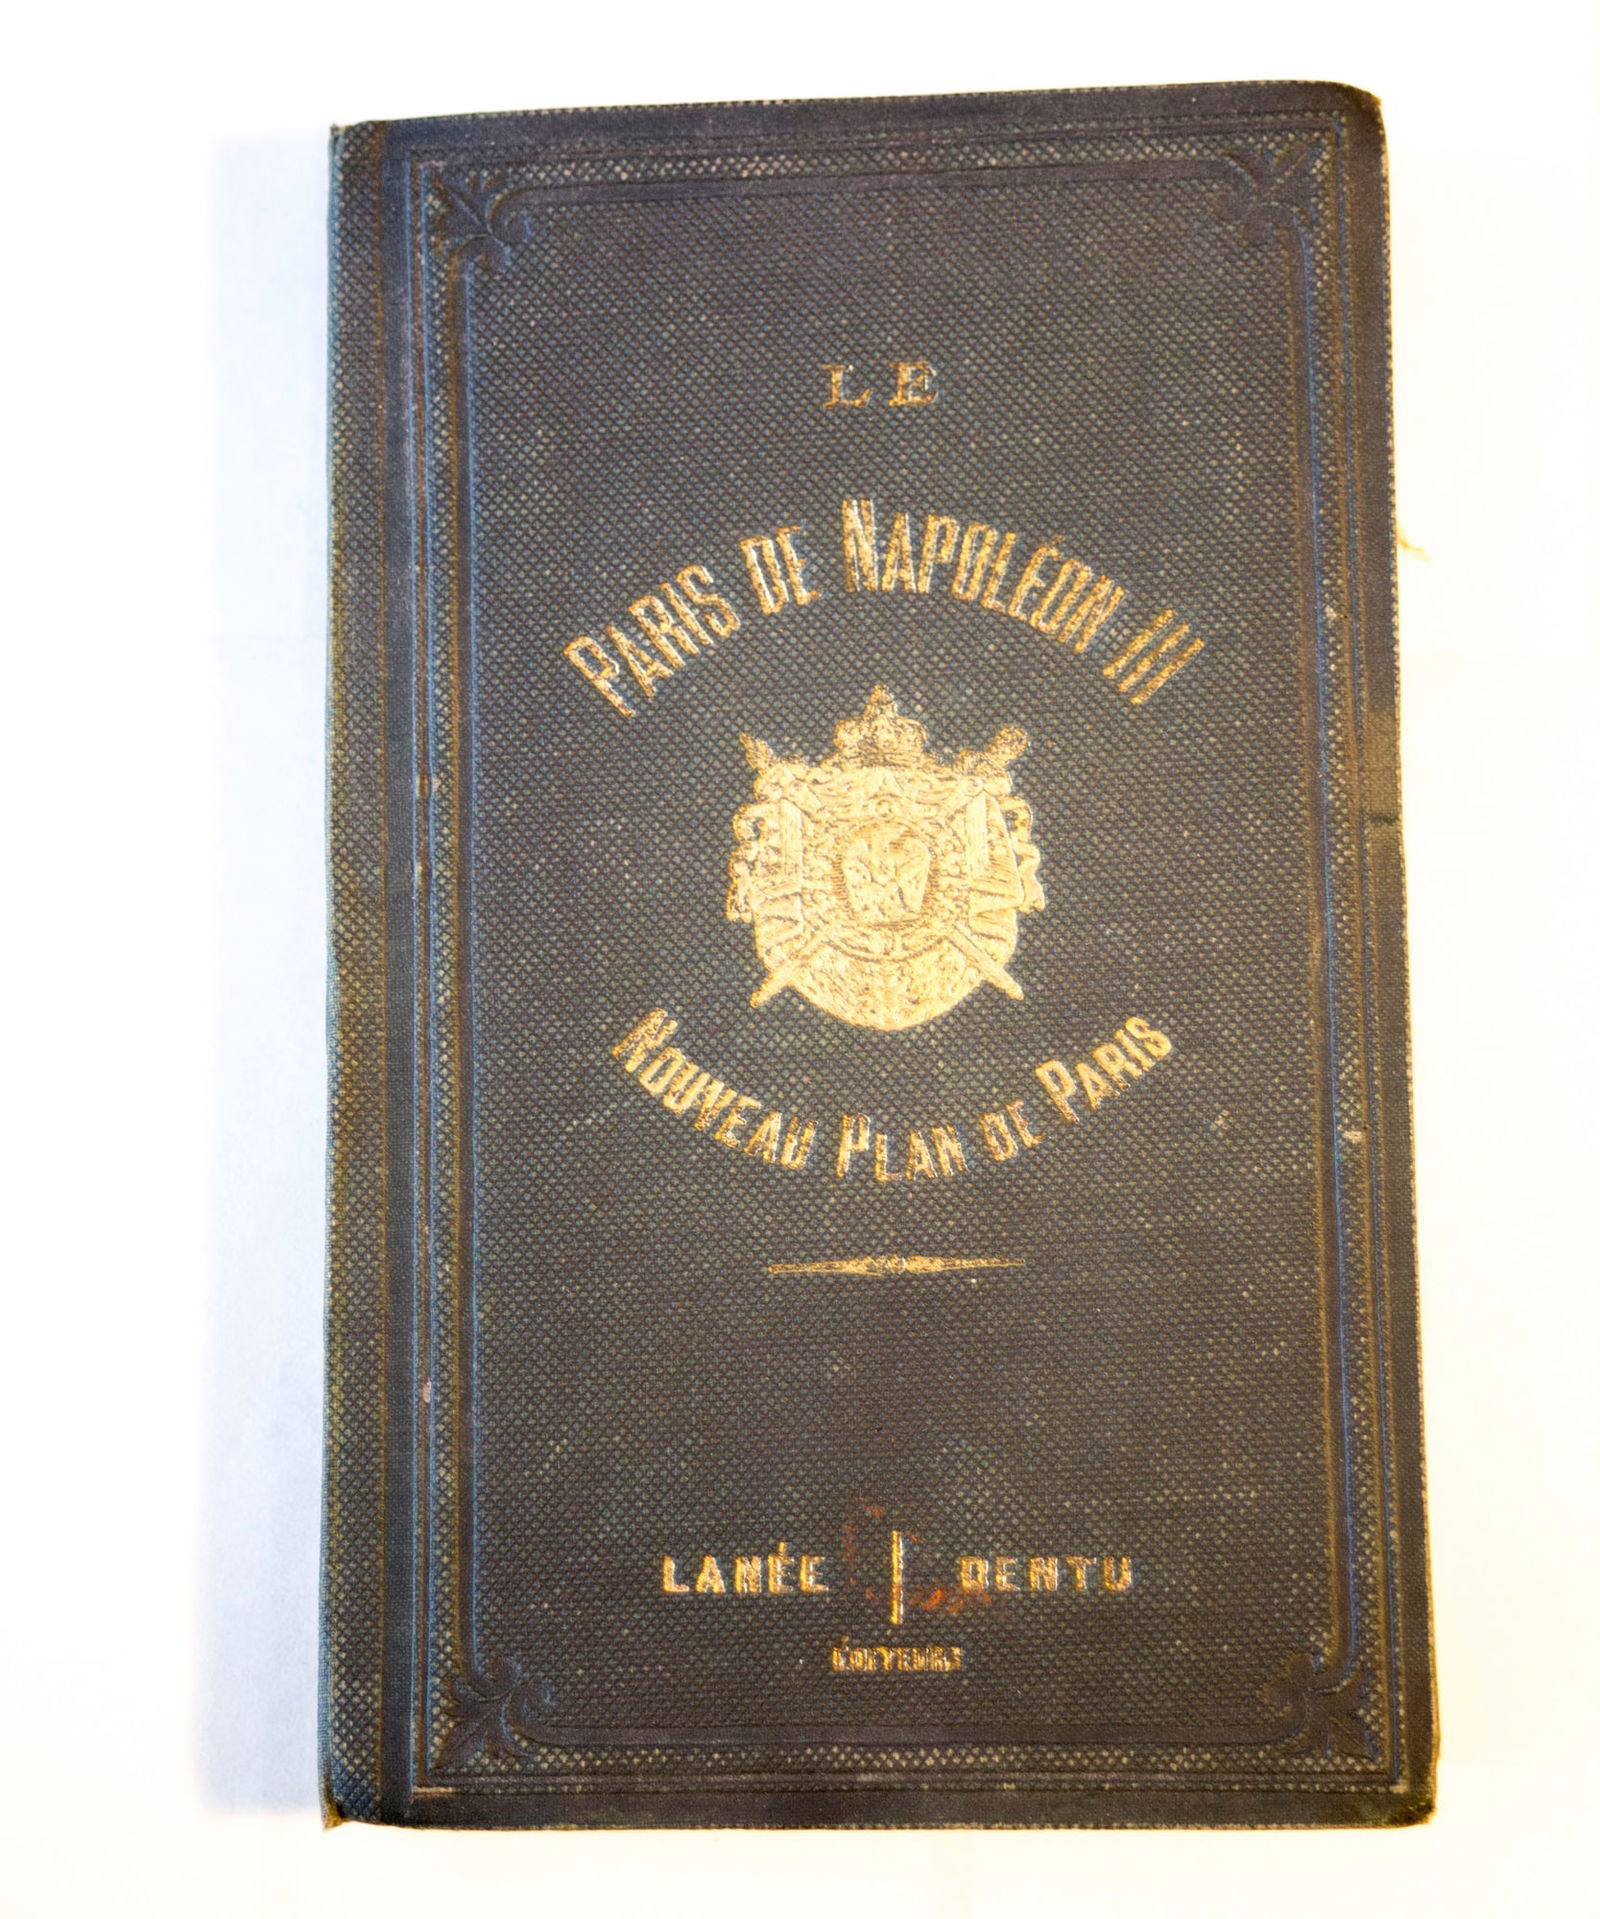 LE
PARIS DE NAPOLÉON III
NOUVEAU PLAN DE PARIS
LANÉE | DENTU
ÉDITEURS